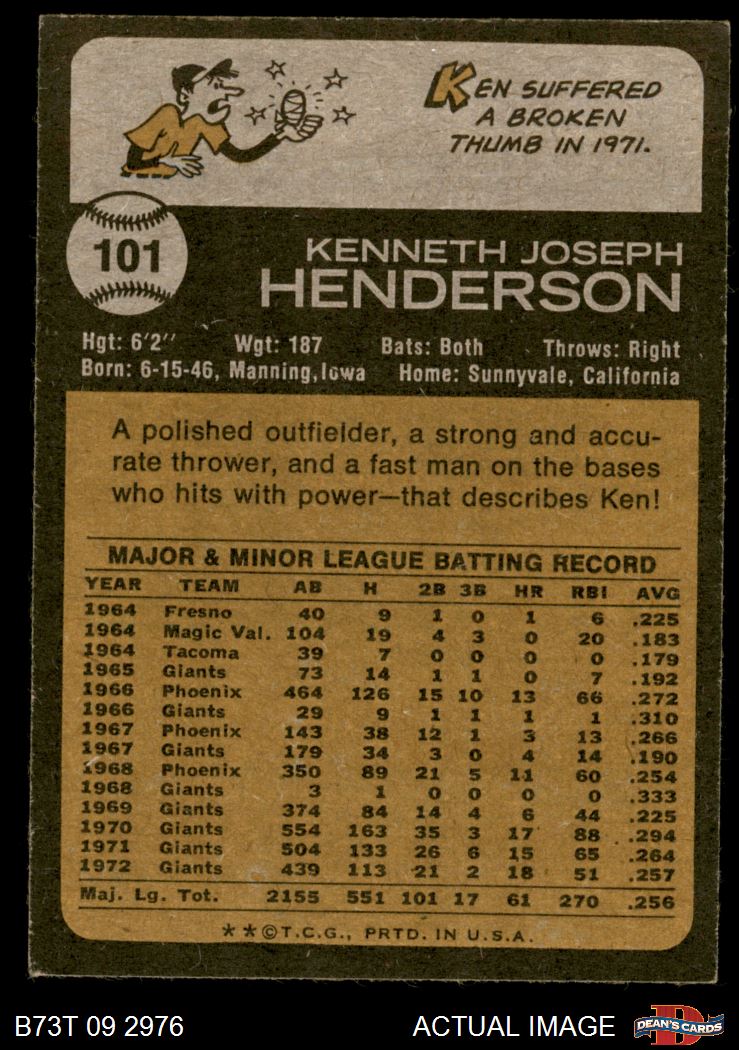 KEN SUFFERED
A BROKEN
THUMB IN 1971.
101
KENNETH JOSEPH
HENDERSON
Hgt: 6'2'' Wgt: 187 Bats: Both Throws: Right
Born: 6-15-46, Manning, Iowa Home: Sunnyvale, California
A polished outfielder, a strong and accu-
rate thrower, and a fast man on the bases
who hits with power—that describes Ken!
MAJOR & MINOR LEAGUE BATTING RECORD
YEAR TEAM AB H 2B 3B HR RBI AVG
1964 Fresno 40 9 1 0 1 6 .225
1964 Magic Val. 104 19 4 3 0 20 .183
1964 Tacoma 39 7 0 0 0 0 .179
1965 Giants 73 14 1 1 0 7 .192
1966 Phoenix 464 126 15 10 13 66 .272
1966 Giants 29 9 1 1 1 1 .310
1967 Phoenix 143 38 12 1 3 13 .266
1967 Giants 179 34 3 0 4 14 .190
1968 Phoenix 350 89 21 5 11 60 .254
1968 Giants 3 1 0 0 0 0 .333
1969 Giants 374 84 14 4 6 44 .225
1970 Giants 554 163 35 3 17 88 .294
1971 Giants 504 133 26 6 15 65 .264
1972 Giants 439 113 21 2 18 51 .257
Maj. Lg. Tot. 2155 551 101 17 61 270 .256
**©T.C.G., PRTD. IN U.S.A.
B73T 09 2976 ACTUAL IMAGE
D
DEAN'S CARDS